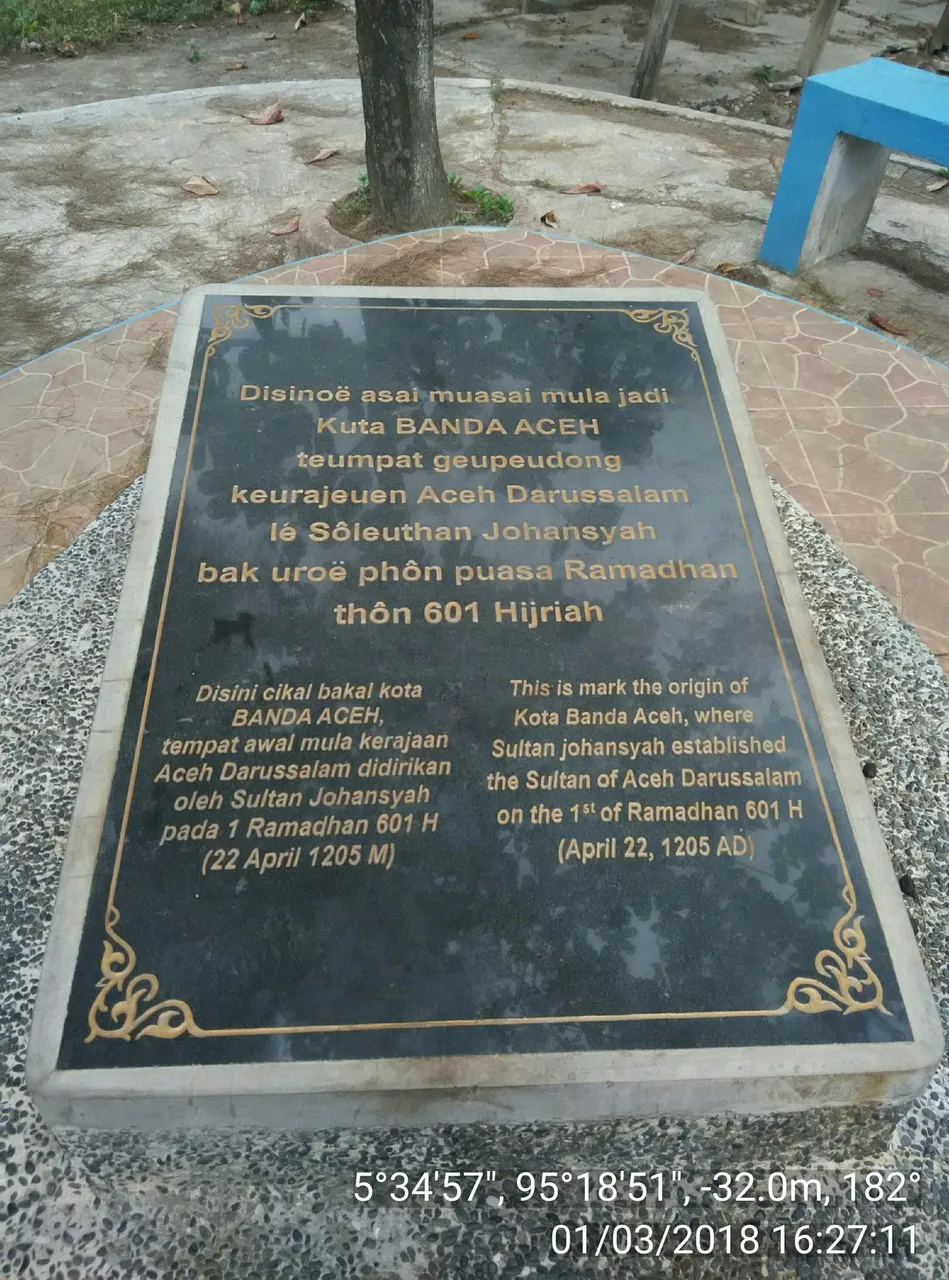 Disinoë asai muasai mula jadi
Kuta BANDA ACEH
teumpat geupeudong
keurajeuen Aceh Darussalam
lé Sôleuthan Johansyah
bak uroë phôn puasa Ramadhan
thôn 601 Hijriah
Disini cikal bakal kota
BANDA ACEH,
tempat awal mula kerajaan
Aceh Darussalam didirikan
oleh Sultan Johansyah
pada 1 Ramadhan 601 H
(22 April 1205 M)
This is mark the origin of
Kota Banda Aceh, where
Sultan johansyah established
the Sultan of Aceh Darussalam
on the 1st of Ramadhan 601 H
(April 22, 1205 AD)
5°34'57", 95°18'51", -32.0m, 182°
01/03/2018 16:27:11